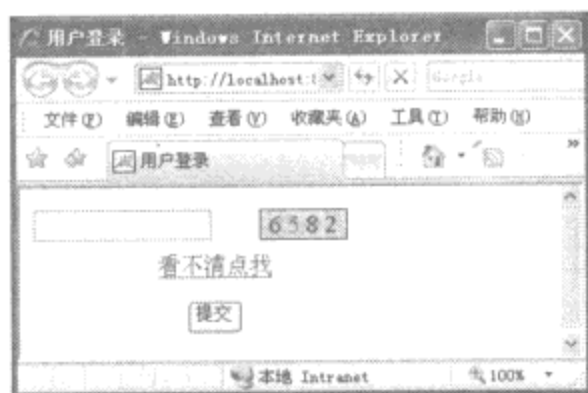 用户登录 - Windows Internet Explorer
http://localhost:8 Google
文件(F) 编辑(E) 查看(V) 收藏夹(A) 工具(T) 帮助(H)
用户登录
6582
看不清点我
提交
本地 Intranet 100%